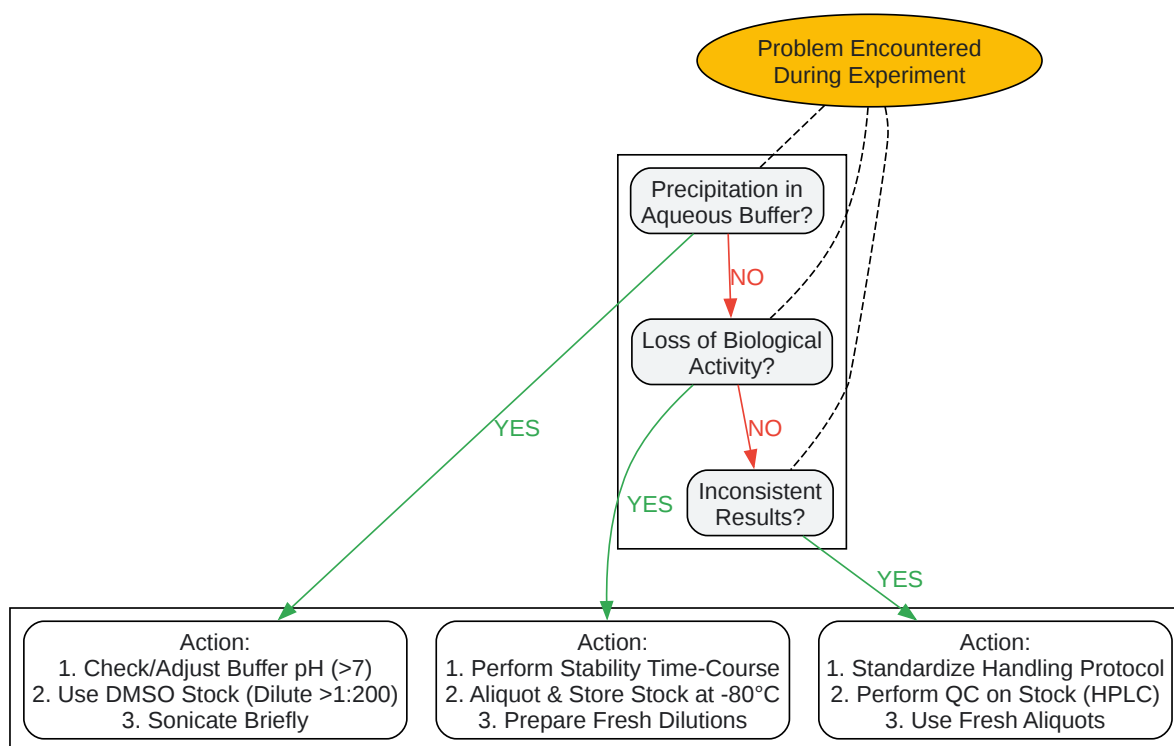 Problem Encountered
During Experiment
Precipitation in
Aqueous Buffer?
NO
Loss of Biological
Activity?
YES
NO
YES
Inconsistent
Results?
YES
Action:
1. Check/Adjust Buffer pH (>7)
2. Use DMSO Stock (Dilute >1:200)
3. Sonicate Briefly
Action:
1. Perform Stability Time-Course
2. Aliquot & Store Stock at -80°C
3. Prepare Fresh Dilutions
Action:
1. Standardize Handling Protocol
2. Perform QC on Stock (HPLC)
3. Use Fresh Aliquots